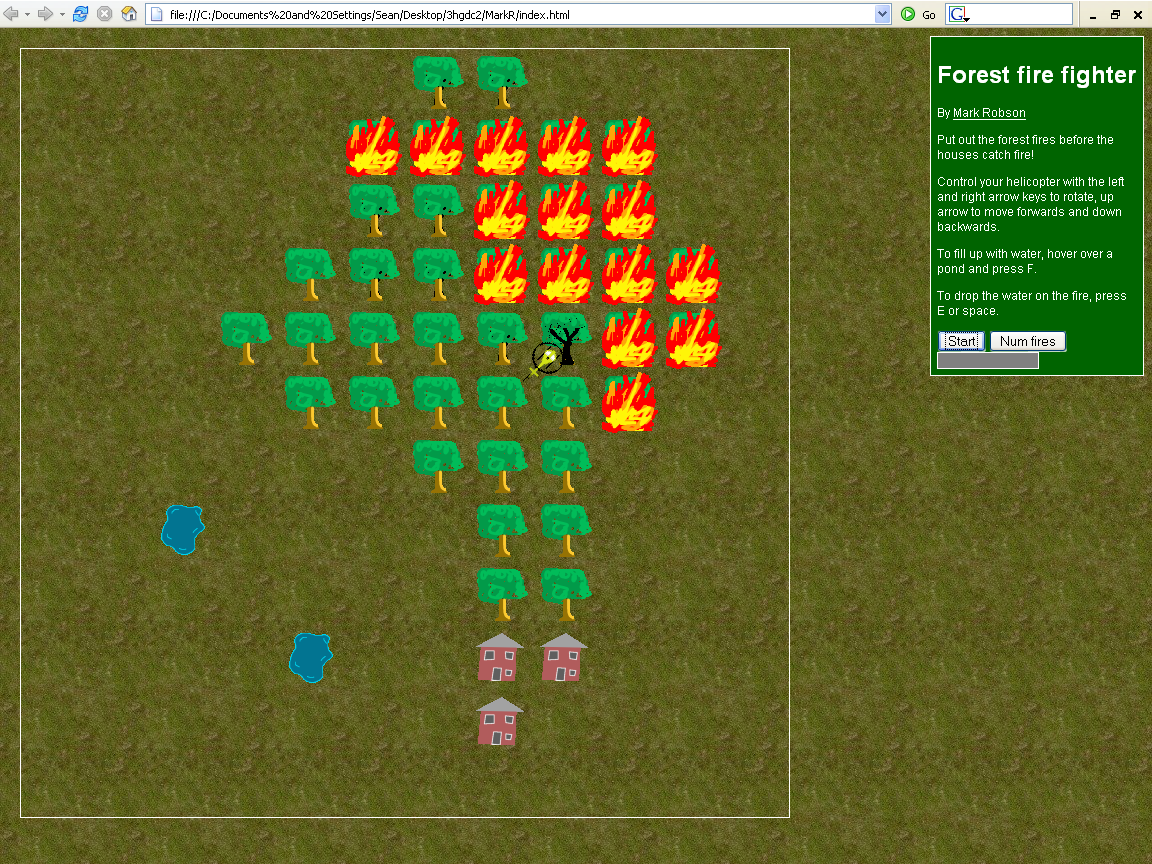 file:///C:/Documents%20and%20Settings/Sean/Desktop/3hgdc2/MarkR/index.html
Go
G
Forest fire fighter
By Mark Robson
Put out the forest fires before the
houses catch fire!
Control your helicopter with the left
and right arrow keys to rotate, up
arrow to move forwards and down
backwards.
To fill up with water, hover over a
pond and press F.
To drop the water on the fire, press
E or space.
Start
Num fires